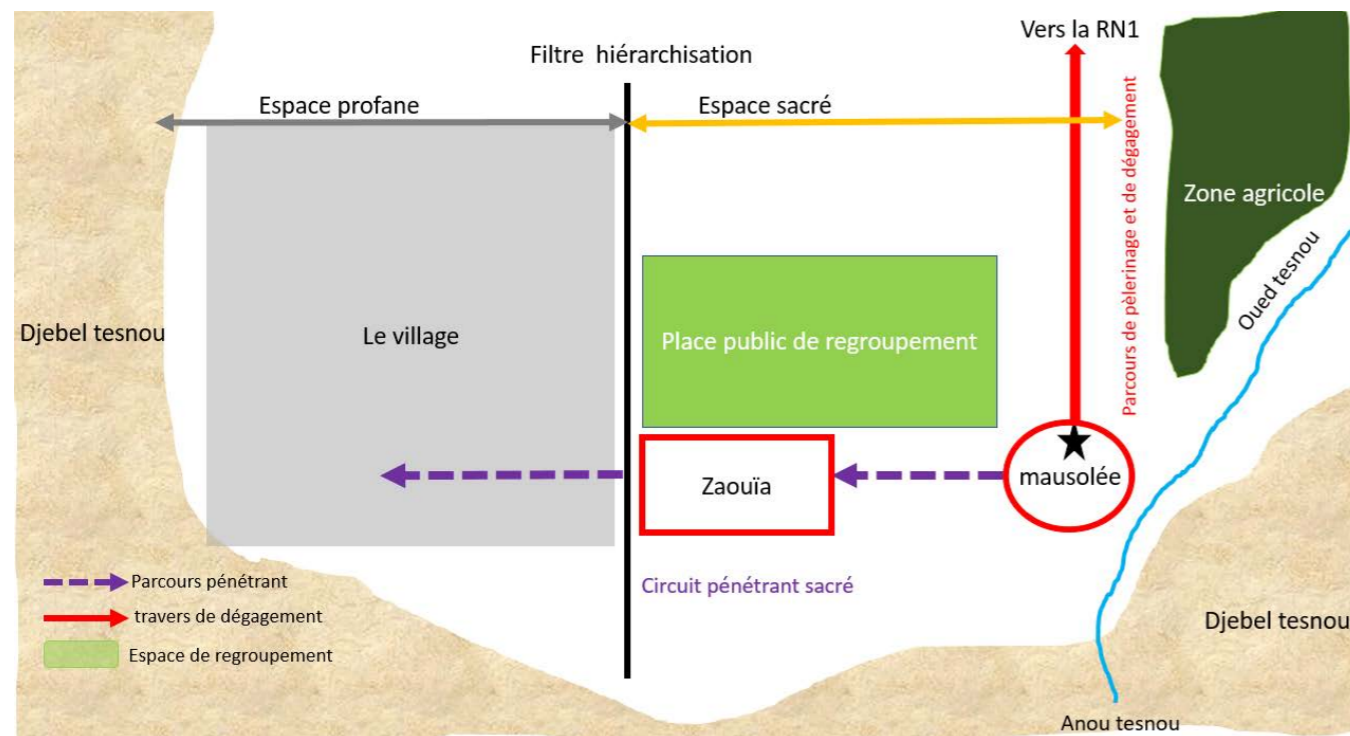 Vers la RN1
Filtre hiérarchisation
Espace profane
Espace sacré
Parcours de pèlerinage et de dégagement
Zone agricole
Oued tesnou
Djebel tesnou
Le village
Place public de regroupement
Zaouïa
mausolée
Parcours pénétrant
Circuit pénétrant sacré
travers de dégagement
Djebel tesnou
Espace de regroupement
Anou tesnou